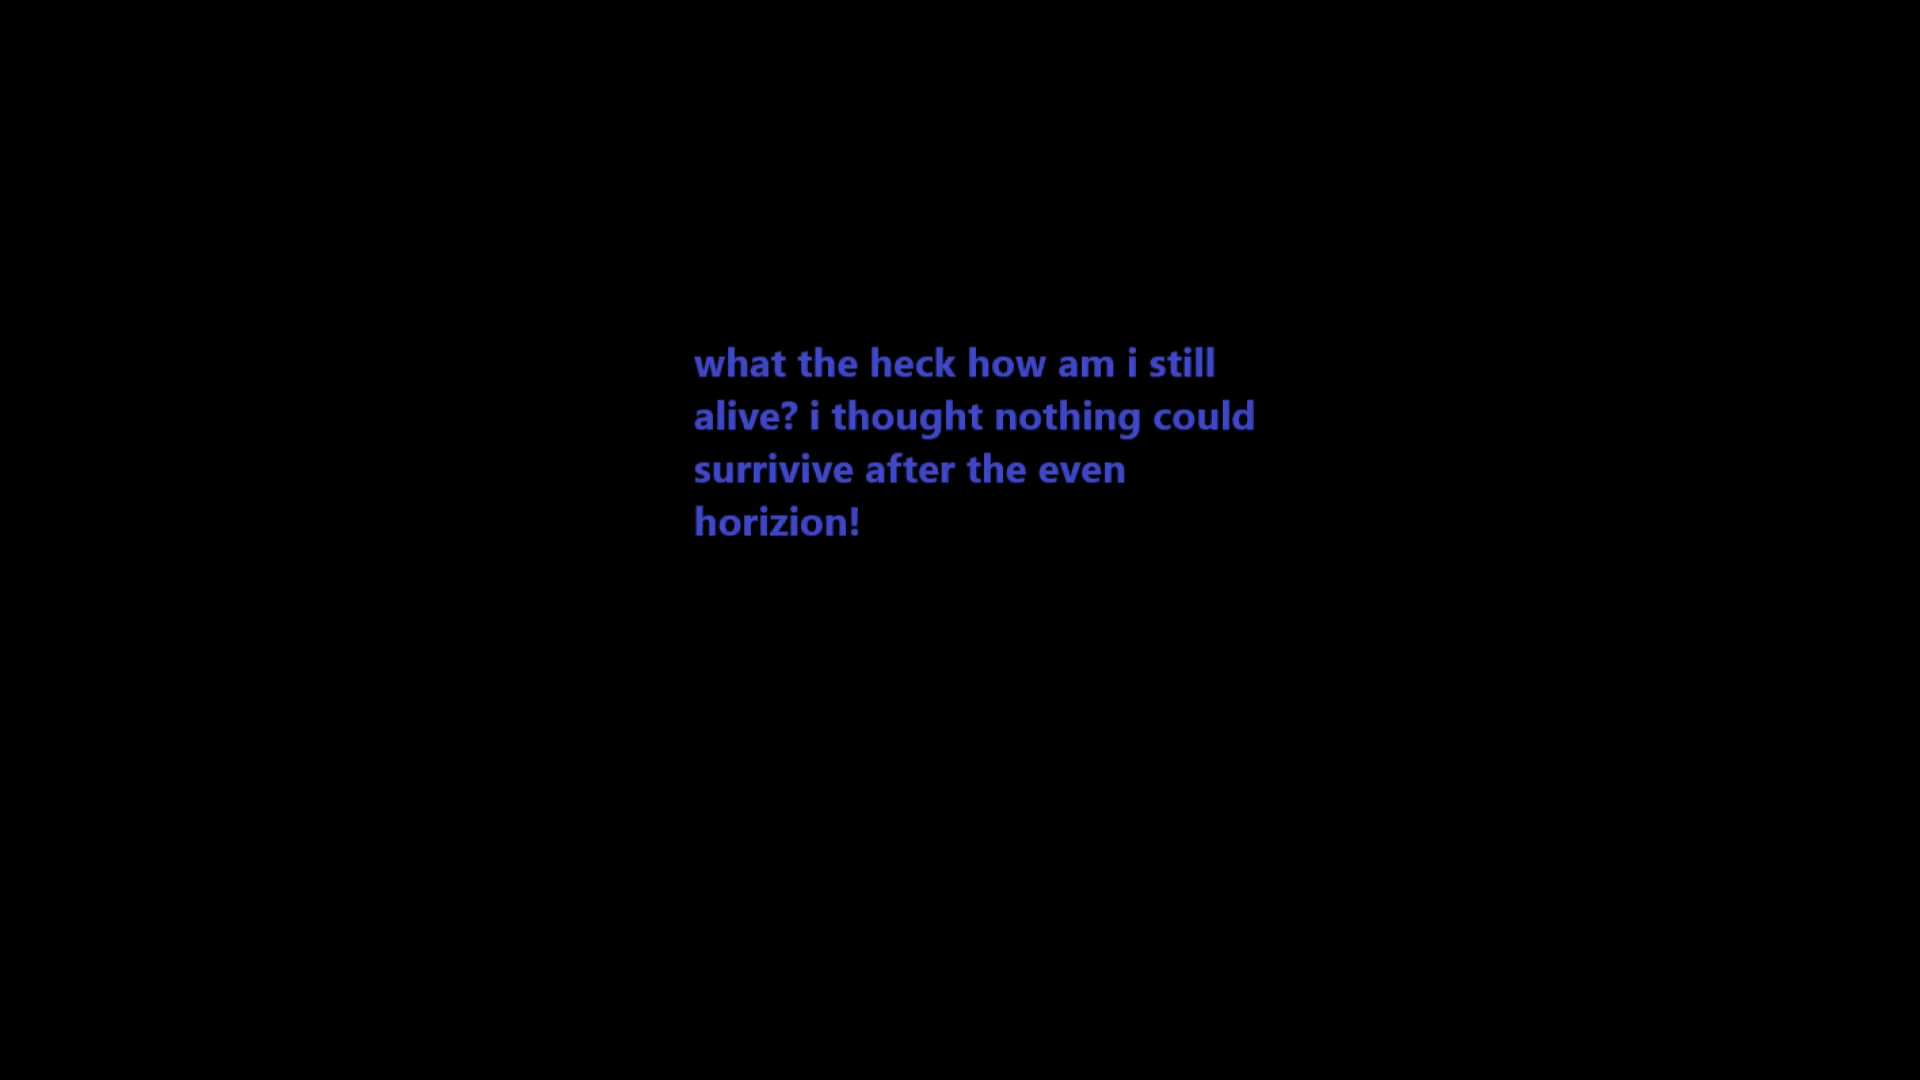 what the heck how am i still
alive? i thought nothing could
surrivive after the even
horizion!